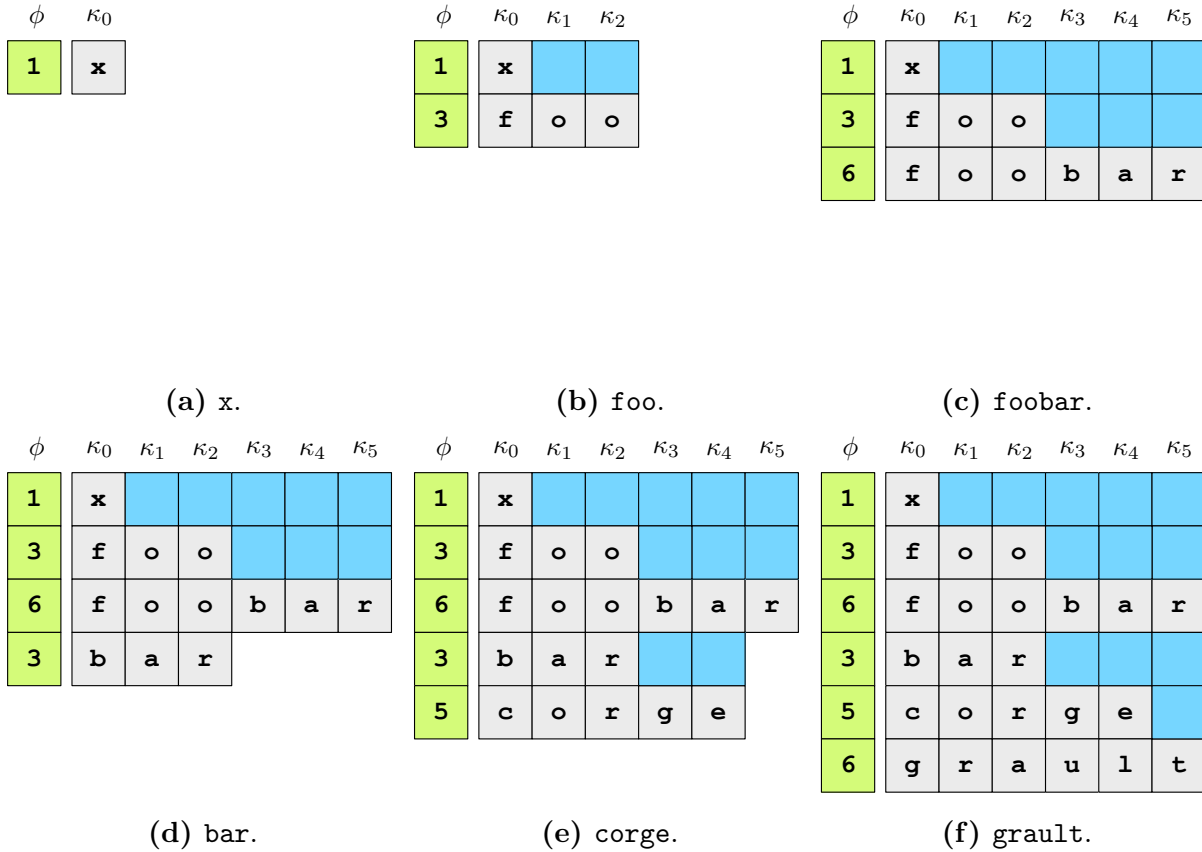 ϕ κ₀
1 x
(a) x.
ϕ κ₀ κ₁ κ₂
1 x
3 f o o
(b) foo.
ϕ κ₀ κ₁ κ₂ κ₃ κ₄ κ₅
1 x
3 f o o
6 f o o b a r
(c) foobar.
ϕ κ₀ κ₁ κ₂ κ₃ κ₄ κ₅
1 x
3 f o o
6 f o o b a r
3 b a r
(d) bar.
ϕ κ₀ κ₁ κ₂ κ₃ κ₄ κ₅
1 x
3 f o o
6 f o o b a r
3 b a r
5 c o r g e
(e) corge.
ϕ κ₀ κ₁ κ₂ κ₃ κ₄ κ₅
1 x
3 f o o
6 f o o b a r
3 b a r
5 c o r g e
6 g r a u l t
(f) grault.